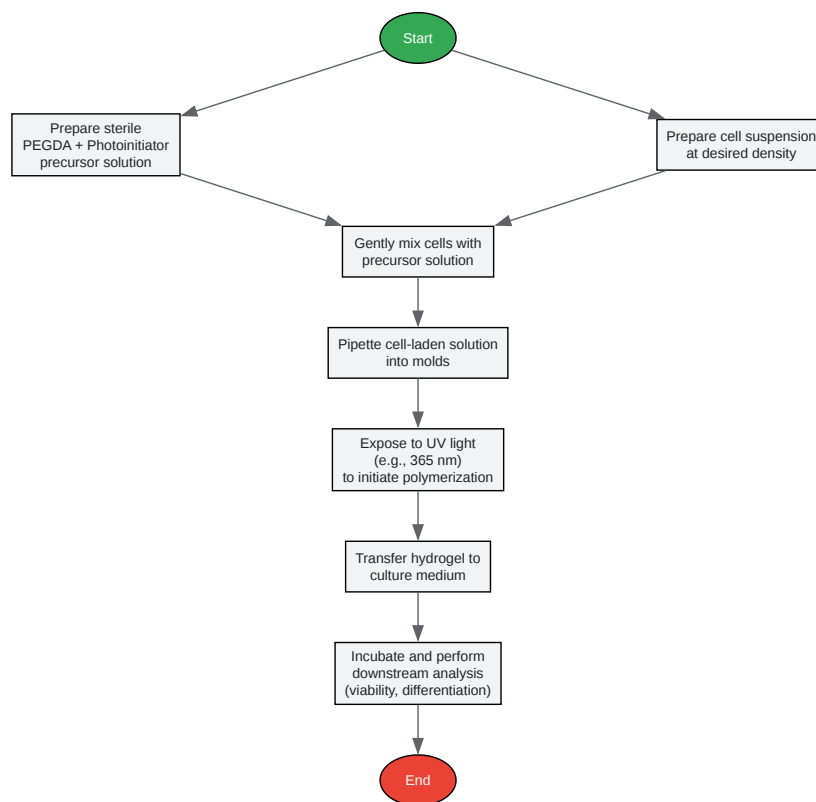 Start
Prepare sterile
PEGDA + Photoinitiator
precursor solution
Prepare cell suspension
at desired density
Gently mix cells with
precursor solution
Pipette cell-laden solution
into molds
Expose to UV light
(e.g., 365 nm)
to initiate polymerization
Transfer hydrogel to
culture medium
Incubate and perform
downstream analysis
(viability, differentiation)
End